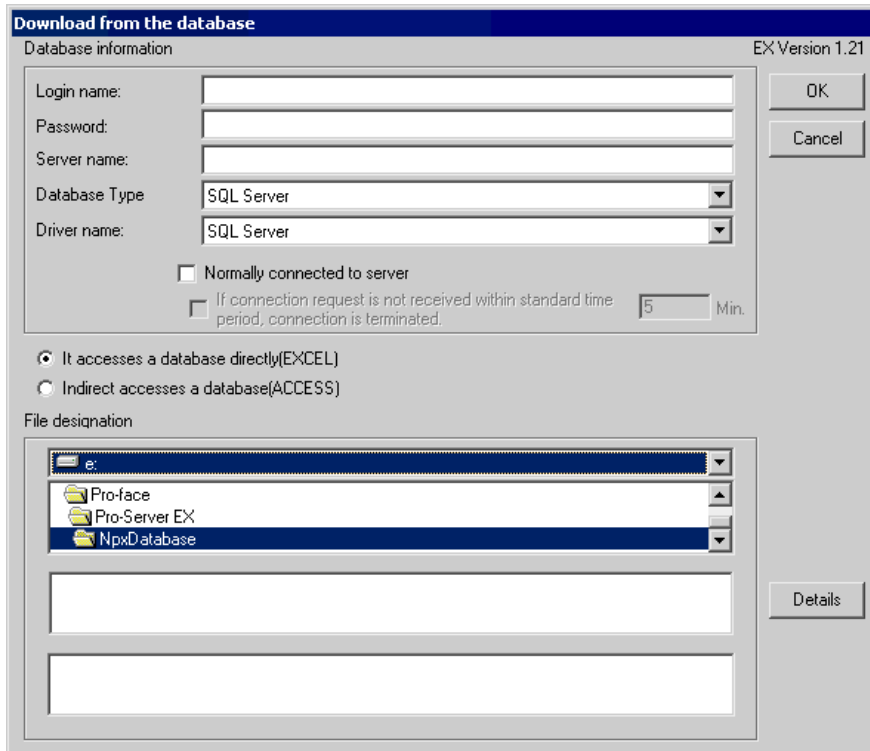 Download from the database
Database information
EX Version 1.21
Login name:
OK
Password:
Cancel
Server name:
Database Type
SQL Server
Driver name:
SQL Server
Normally connected to server
If connection request is not received within standard time
period, connection is terminated.
5
Min.
It accesses a database directly(EXCEL)
Indirect accesses a database(ACCESS)
File designation
e:
Pro-face
Pro-Server EX
NpxDatabase
Details